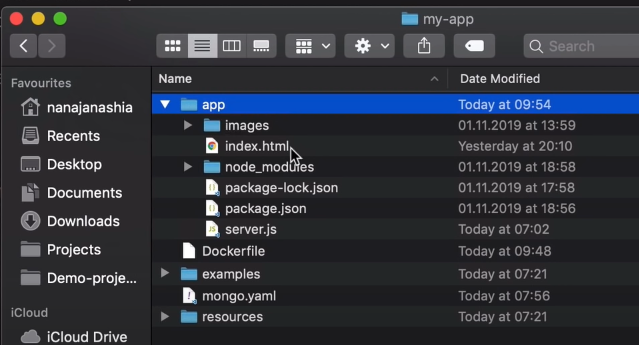 my-app
Search
Favourites
nanajanashia
Recents
Desktop
Documents
Downloads
Projects
Demo-proje...
iCloud
iCloud Drive
Name Date Modified
app Today at 09:54
images 01.11.2019 at 13:59
index.html Yesterday at 20:10
node_modules 01.11.2019 at 18:58
package-lock.json 01.11.2019 at 17:58
package.json 01.11.2019 at 18:56
server.js Today at 07:02
Dockerfile Today at 09:48
examples Today at 07:21
mongo.yaml Today at 07:56
resources Today at 07:21